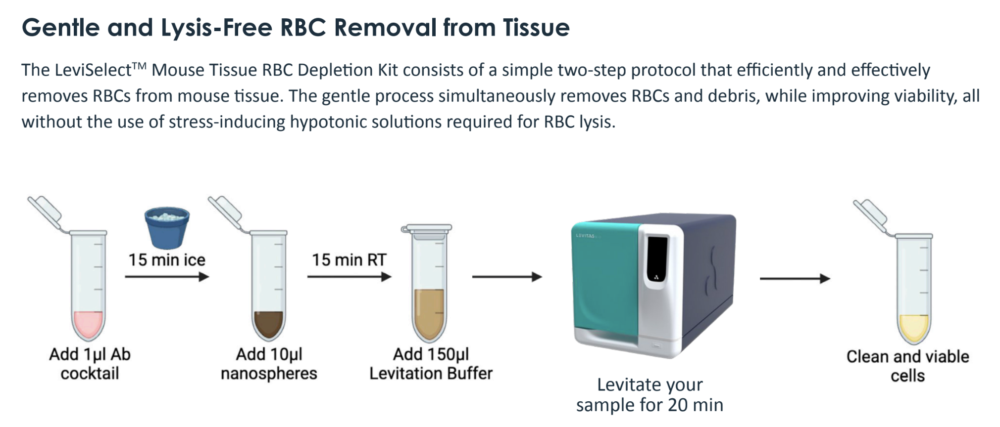 Gentle and Lysis-Free RBC Removal from Tissue
The LeviSelect™ Mouse Tissue RBC Depletion Kit consists of a simple two-step protocol that efficiently and effectively
removes RBCs from mouse tissue. The gentle process simultaneously removes RBCs and debris, while improving viability, all
without the use of stress-inducing hypotonic solutions required for RBC lysis.
15 min ice
15 min RT
LEVITAS
Add 1µl Ab
cocktail
Add 10µl
nanospheres
Add 150µl
Levitation Buffer
Levitate your
sample for 20 min
Clean and viable
cells